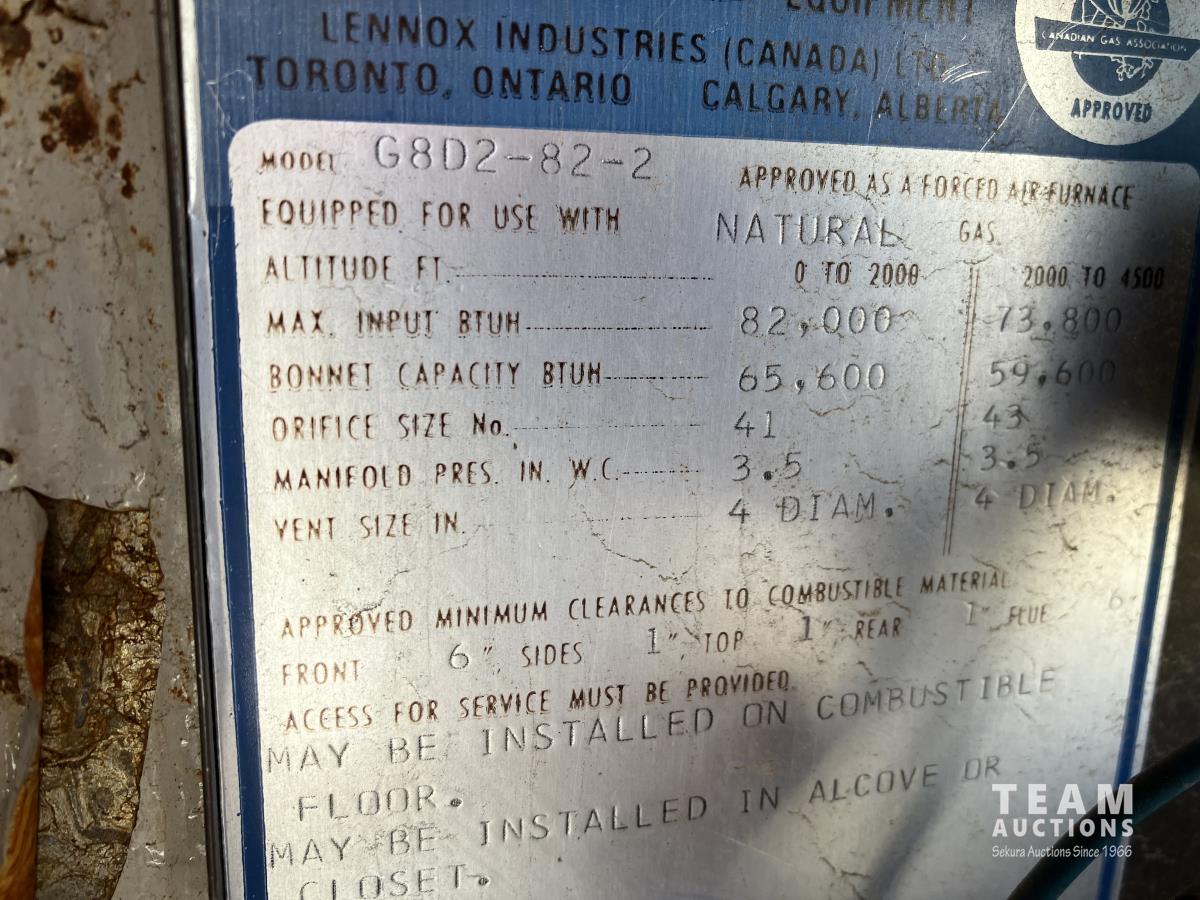 EQUIPMENT
LENNOX INDUSTRIES (CANADA) LTD.
TORONTO, ONTARIO CALGARY, ALBERTA
CANADIAN GAS ASSOCIATION
APPROVED
MODEL G8D2-82-2 APPROVED AS A FORCED AIR FURNACE
EQUIPPED FOR USE WITH NATURAL GAS
ALTITUDE FT. 0 TO 2000 2000 TO 4500
MAX. INPUT BTUH 82,000 73,800
BONNET CAPACITY BTUH 65,600 59,600
ORIFICE SIZE No. 41 43
MANIFOLD PRES. IN. W.C. 3.5 3.5
VENT SIZE IN. 4 DIAM. 4 DIAM.
APPROVED MINIMUM CLEARANCES TO COMBUSTIBLE MATERIAL
FRONT 6" SIDES 1" TOP 1" REAR 1" FLUE 6
ACCESS FOR SERVICE MUST BE PROVIDED.
MAY BE INSTALLED ON COMBUSTIBLE
FLOOR.
MAY BE INSTALLED IN ALCOVE OR
CLOSET.
TEAM
AUCTIONS
Sekura Auctions Since 1966